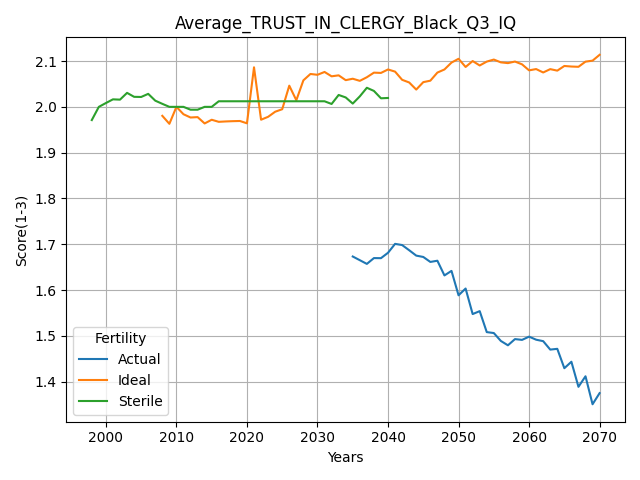 Average_TRUST_IN_CLERGY_Black_Q3_IQ
2.1
2.0
1.9
1.8
1.7
1.6
1.5
1.4
Score(1-3)
Fertility
Actual
Ideal
Sterile
2000 2010 2020 2030 2040 2050 2060 2070
Years